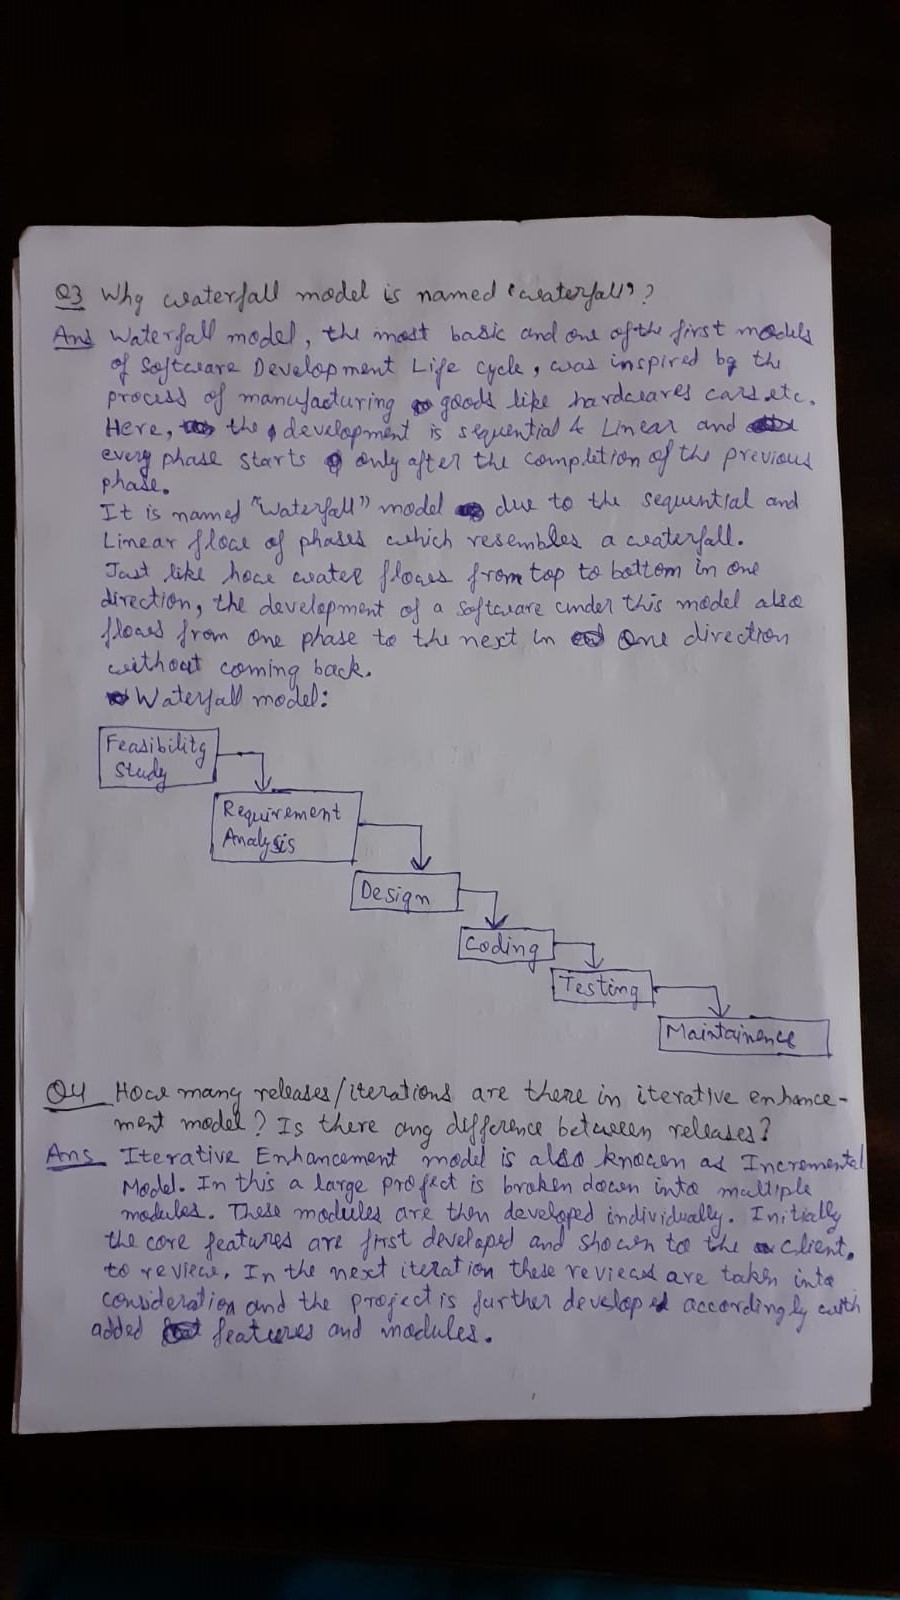 Q3 Why waterfall model is named 'waterfall'?
Ans Waterfall model, the most basic and one of the first models
of Software Development Life cycle, was inspired by the
process of manufacturing goods like hardwares cars etc.
Here, the development is sequential & Linear and
every phase starts only after the completion of the previous
phase.
It is named "Waterfall" model due to the sequential and
Linear flow of phases which resembles a waterfall.
Just like how water flows from top to bottom in one
direction, the development of a software under this model also
flows from one phase to the next in one direction
without coming back.
Waterfall model:
Feasibility
Study
Requirement
Analysis
Design
Coding
Testing
Maintainence
Q4 How many releases/iterations are there in iterative enhance-
ment model? Is there any difference between releases?
Ans Iterative Enhancement model is also known as Incremental
Model. In this a large project is broken down into multiple
modules. These modules are then developed individually. Initially
the core features are first developed and shown to the client.
to review. In the next iteration these reviews are taken into
consideration and the project is further developed accordingly with
added features and modules.